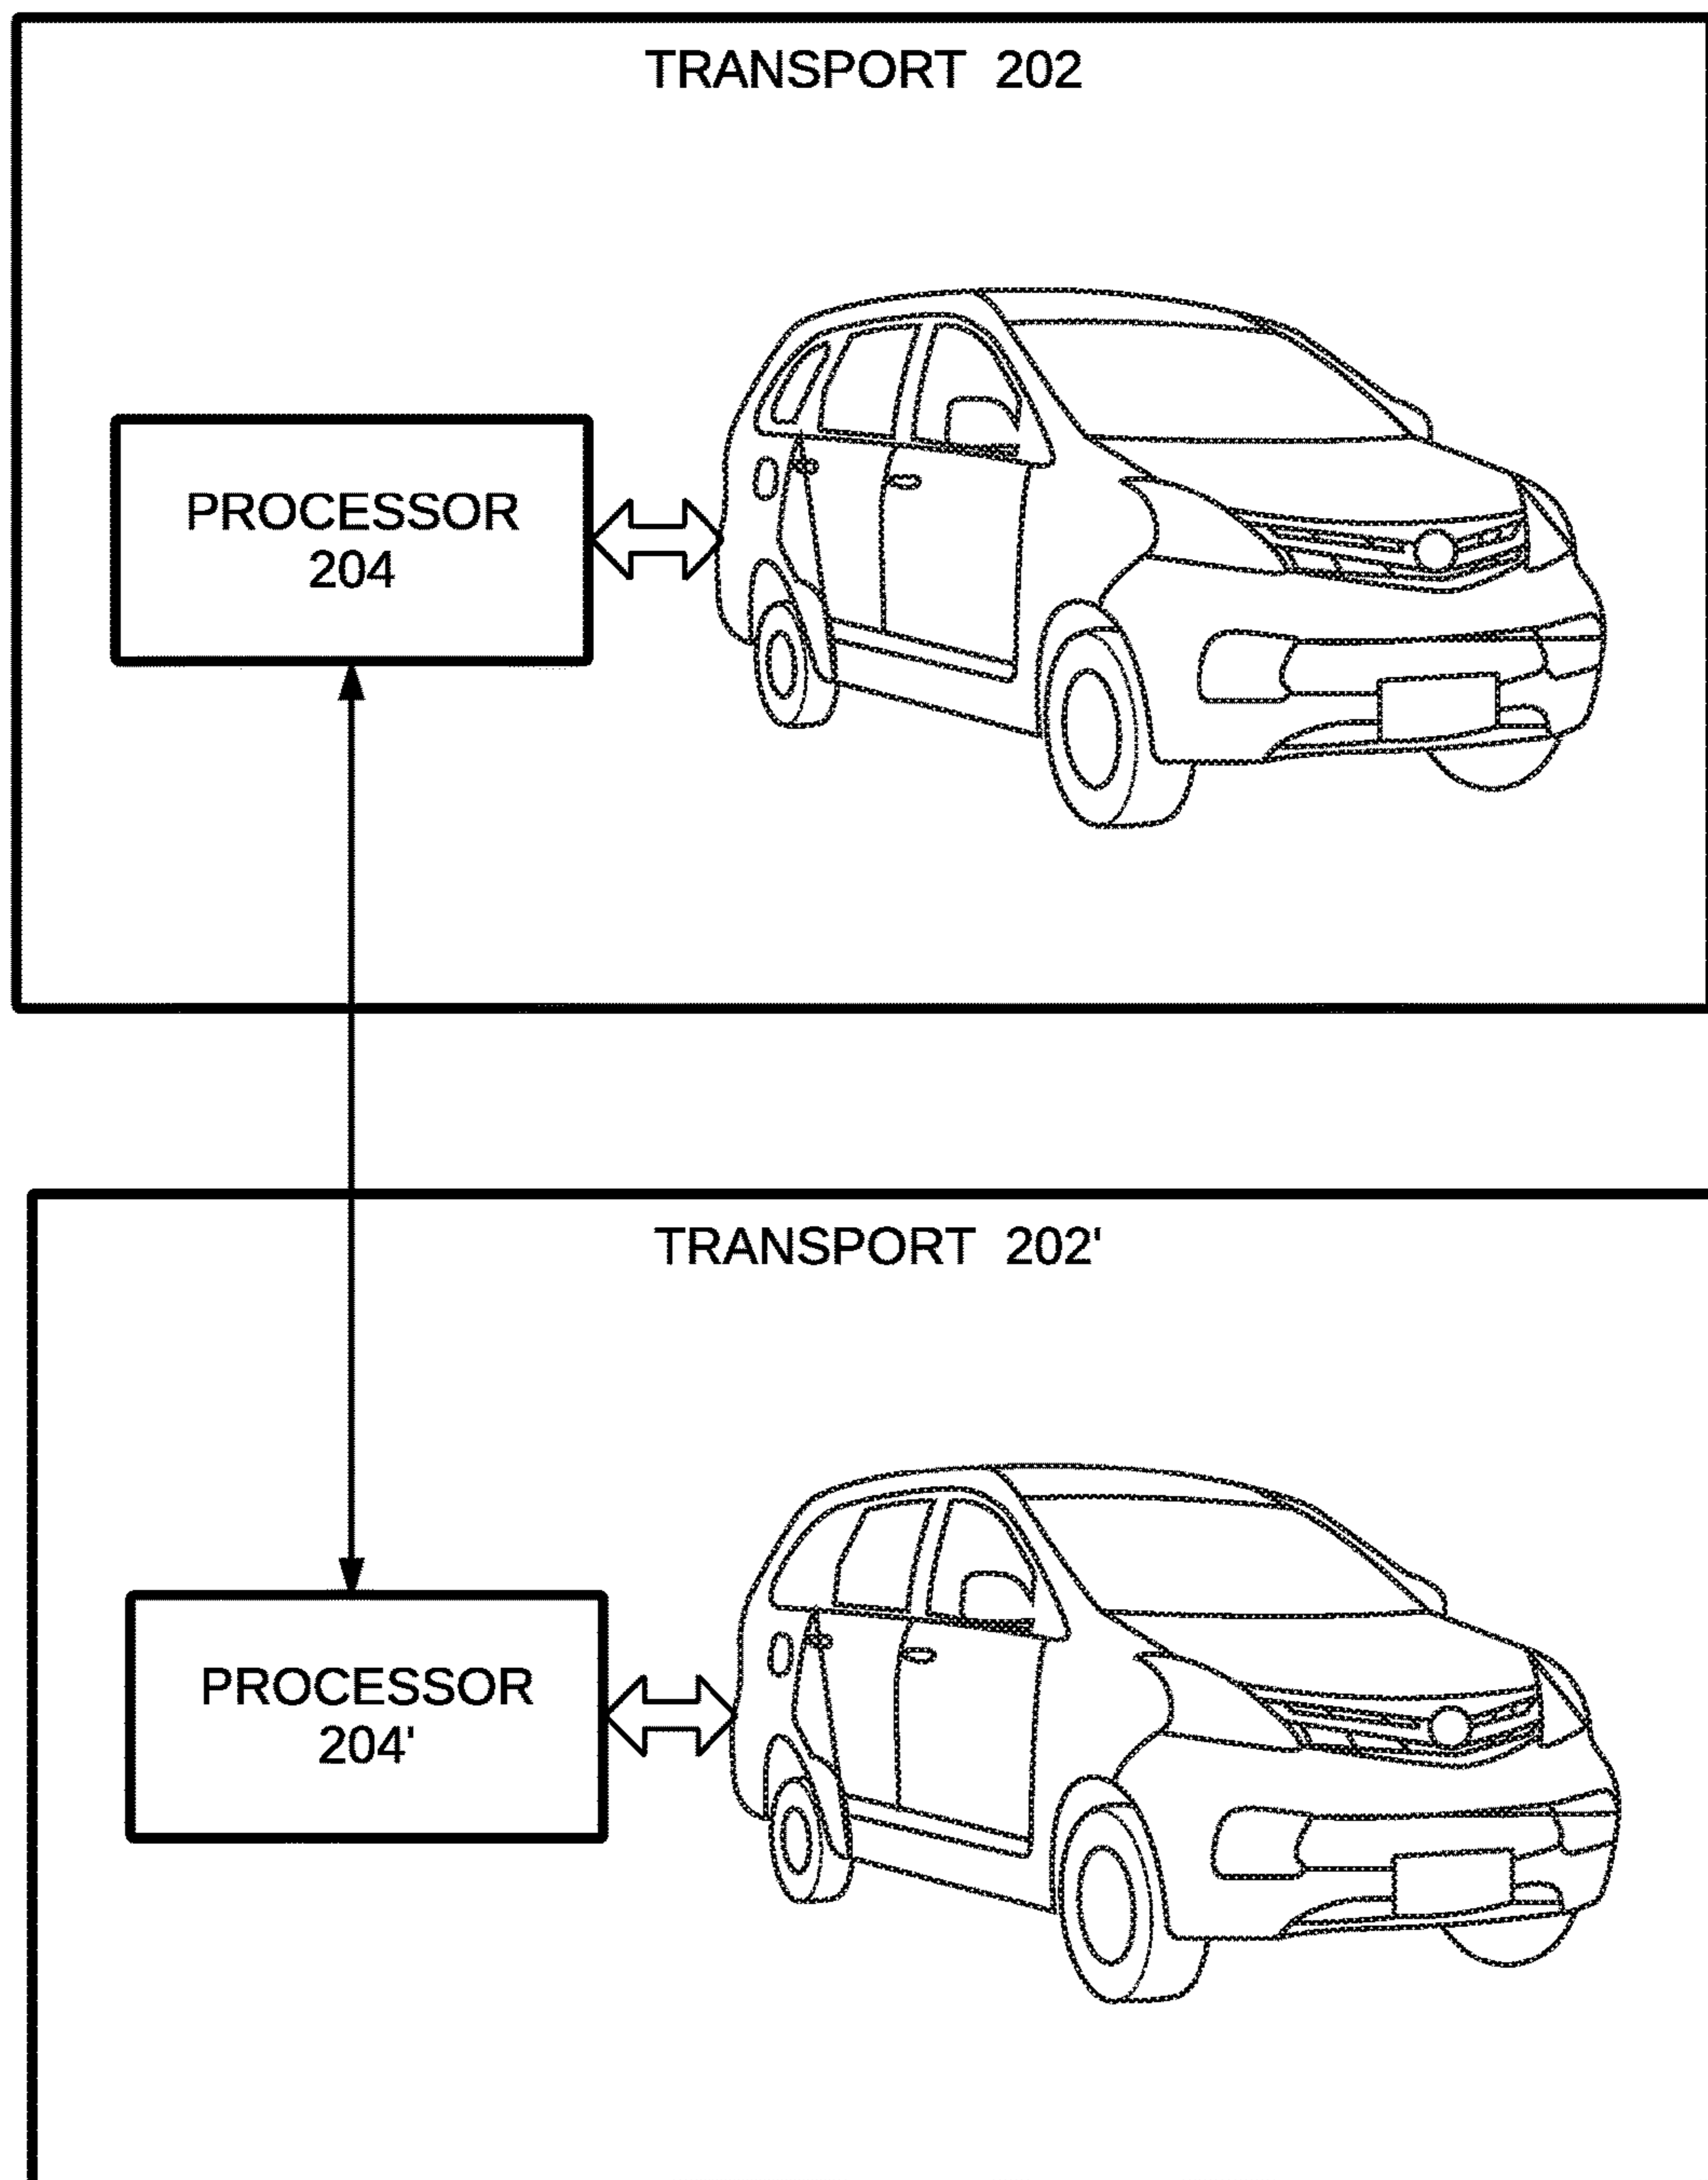 TRANSPORT 202
PROCESSOR
204
TRANSPORT 202'
PROCESSOR
204'